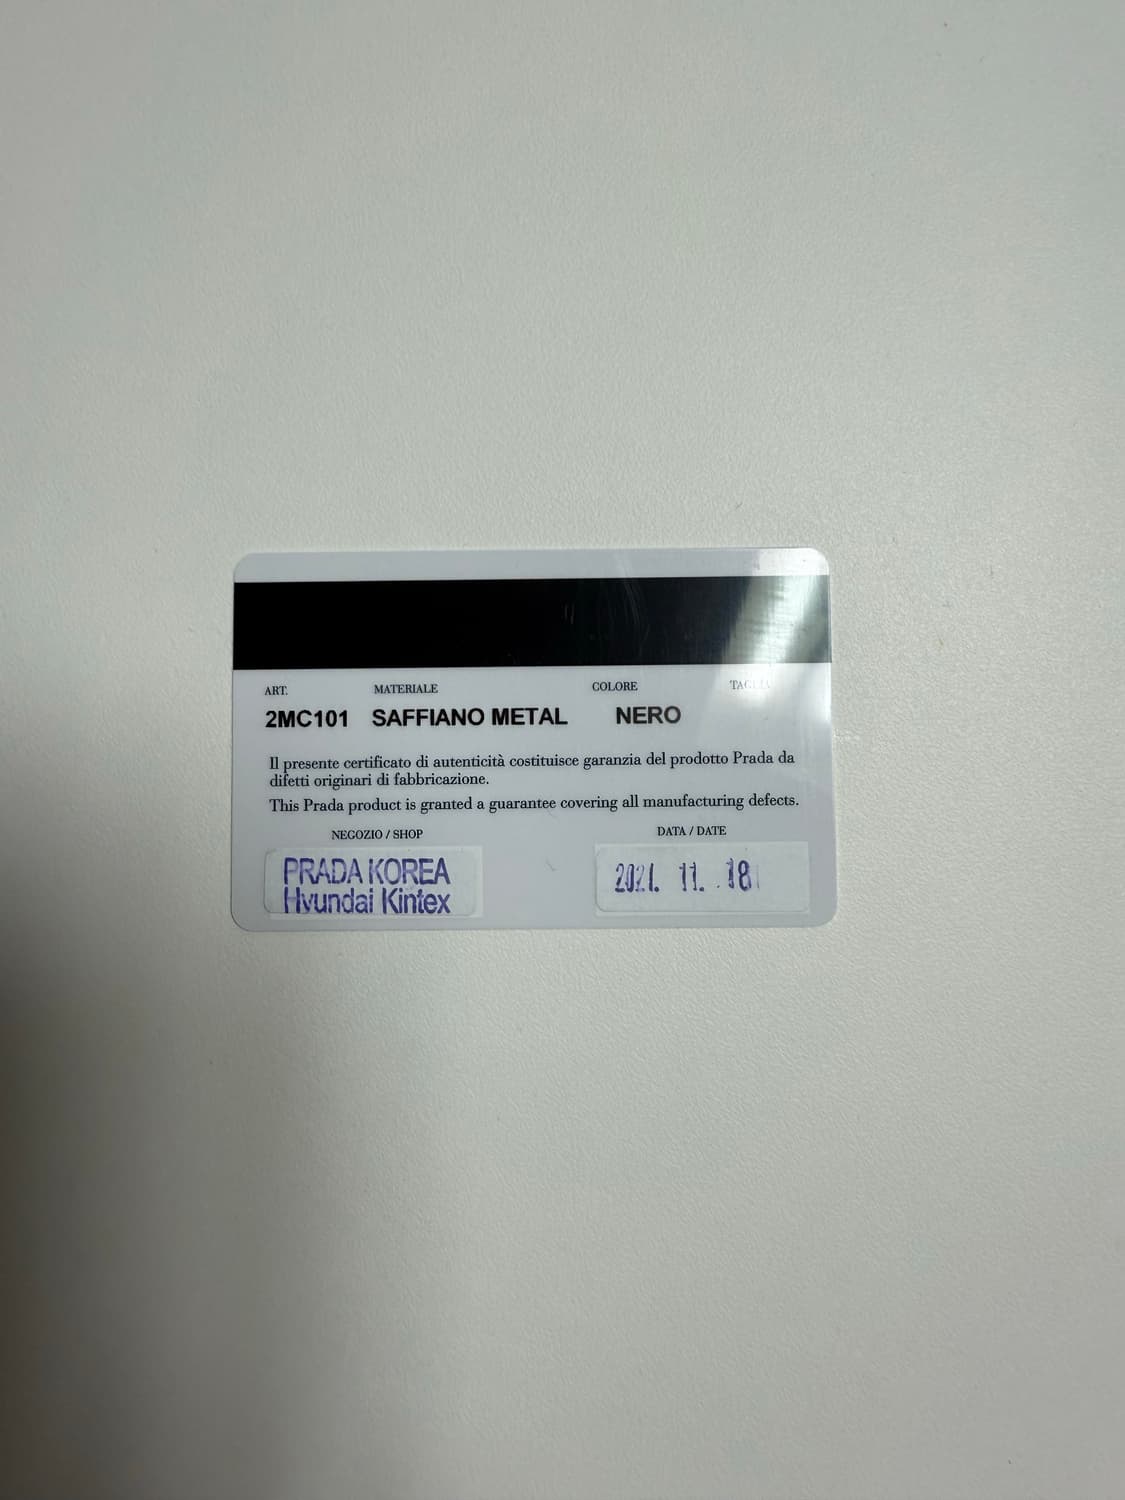 ART. MATERIALE COLORE TAGLIA
2MC101 SAFFIANO METAL NERO
Il presente certificato di autenticità costituisce garanzia del prodotto Prada da
difetti originari di fabbricazione.
This Prada product is granted a guarantee covering all manufacturing defects.
NEGOZIO / SHOP DATA / DATE
PRADA KOREA
Hyundai Kintex
2021. 11. 18